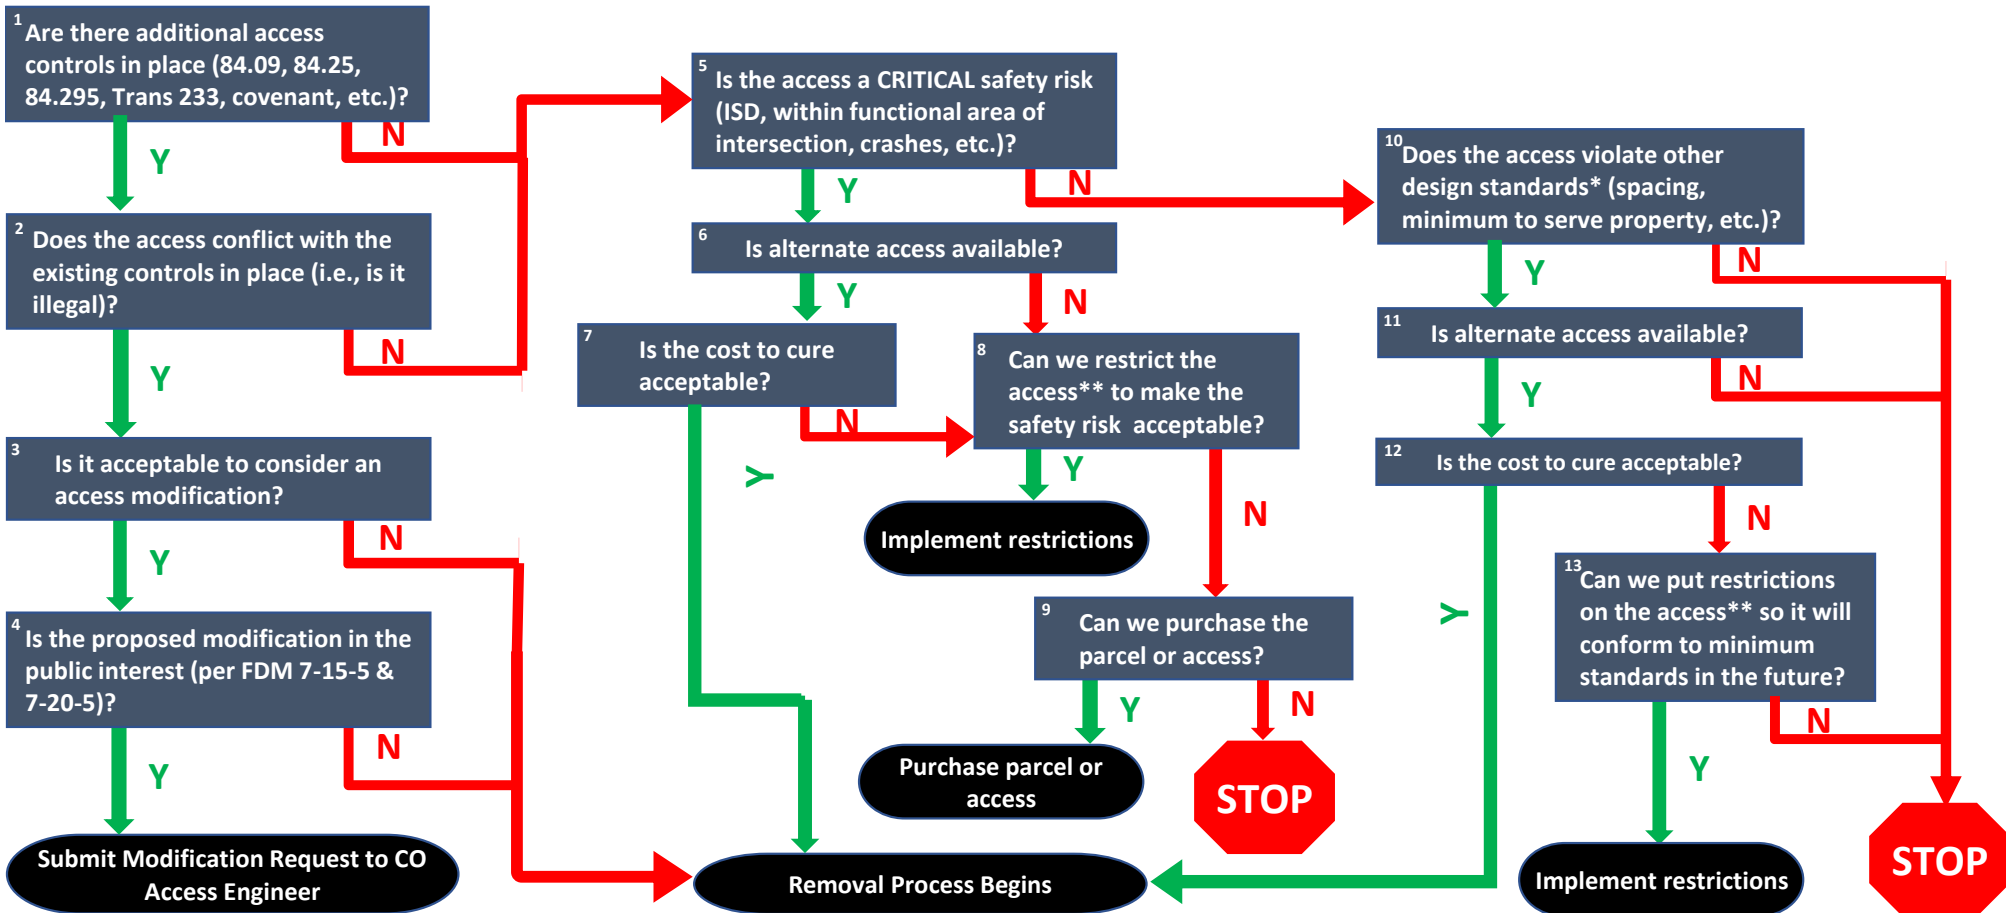 1
Are there additional access
controls in place (84.09, 84.25,
84.295, Trans 233, covenant, etc.)?
Y
N
2
Does the access conflict with the
existing controls in place (i.e., is it
illegal)?
Y
N
3
Is it acceptable to consider an
access modification?
Y
N
4
Is the proposed modification in the
public interest (per FDM 7-15-5 &
7-20-5)?
Y
N
Submit Modification Request to CO
Access Engineer
5
Is the access a CRITICAL safety risk
(ISD, within functional area of
intersection, crashes, etc.)?
Y
N
6
Is alternate access available?
Y
N
7
Is the cost to cure
acceptable?
Y
N
8
Can we restrict the
access** to make the
safety risk acceptable?
Y
N
Implement restrictions
9
Can we purchase the
parcel or access?
Y
N
Purchase parcel or
access
STOP
Removal Process Begins
10
Does the access violate other
design standards* (spacing,
minimum to serve property, etc.)?
Y
N
11
Is alternate access available?
Y
N
12
Is the cost to cure acceptable?
Y
N
13
Can we put restrictions
on the access** so it will
conform to minimum
standards in the future?
Y
N
Implement restrictions
STOP